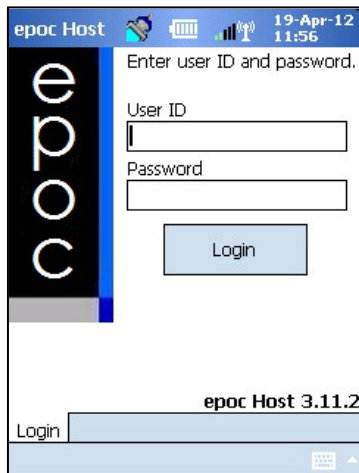 epoc Host
19-Apr-12
11:56
epoc
Enter user ID and password.
User ID
Password
Login
epoc Host 3.11.2
Login